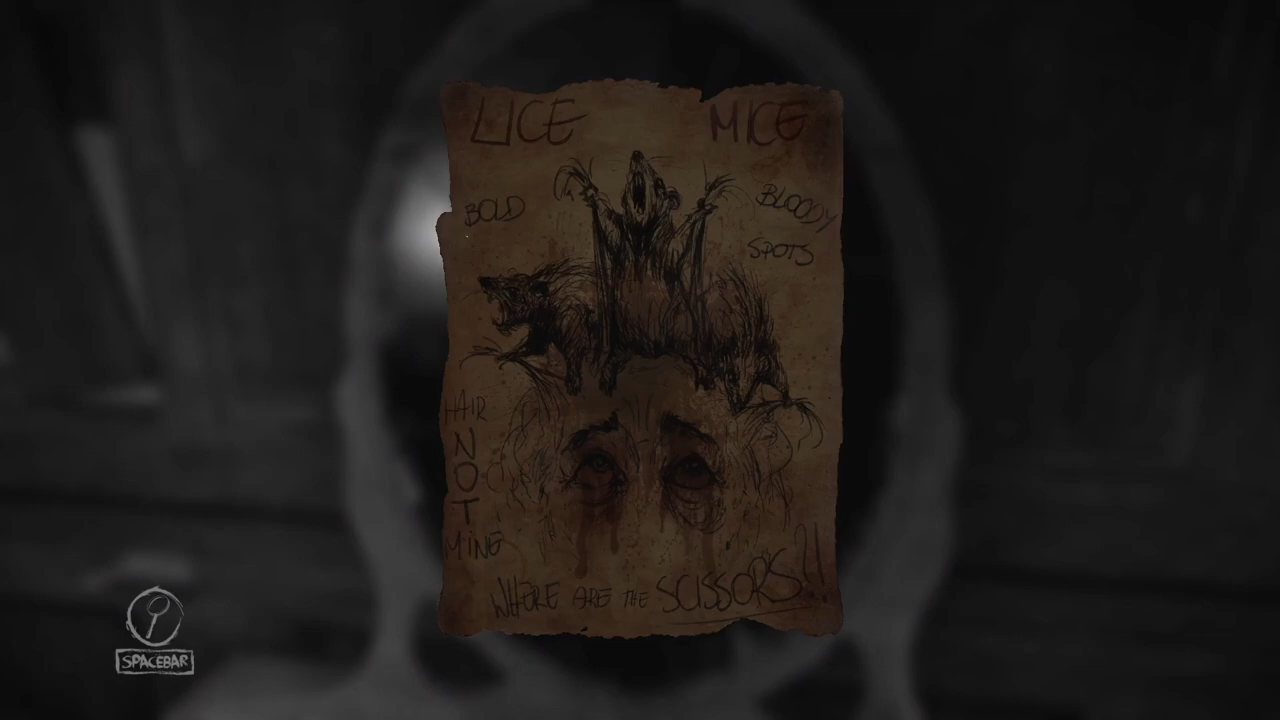 LICE MICE
BOLD
BLOODY
SPOTS
HAIR
NOT
MINE
WHERE ARE THE SCISSORS?!
SPACEBAR